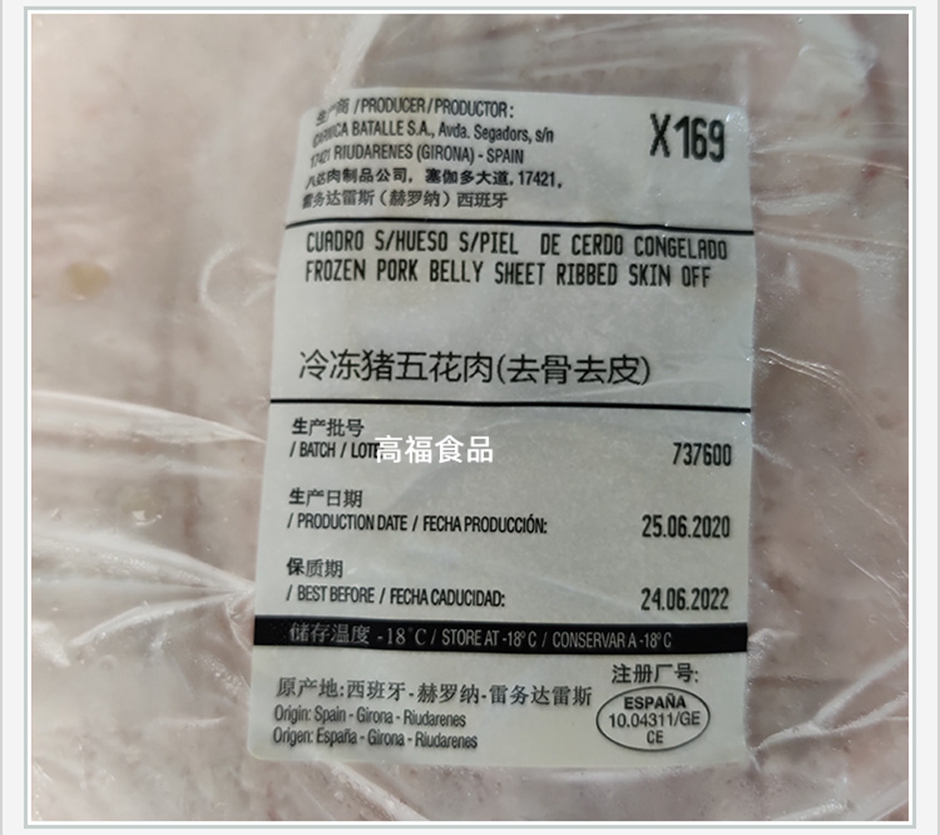 生产商 /PRODUCER/PRODUCTOR:
X169
CARNICA BATALLE S.A., Avda. Segadors, s/n
17421 RIUDARENES (GIRONA) - SPAIN
肉制品公司, 塞伽多大道, 17421,
雷务达雷斯(赫罗纳)西班牙
CUADRO S/HUESO S/PIEL DE CERDO CONGELADO
FROZEN PORK BELLY SHEET RIBBED SKIN OFF
冷冻猪五花肉(去骨去皮)
生产批号
/ BATCH / LOTE
高福食品
737600
生产日期
/ PRODUCTION DATE / FECHA PRODUCCIÓN:
25.06.2020
保质期
/ BEST BEFORE / FECHA CADUCIDAD:
24.06.2022
储存温度 -18°C / STORE AT -18º C / CONSERVAR A -18º C
原产地:西班牙-赫罗纳-雷务达雷斯
Origin: Spain - Girona - Riudarenes
Origen: España - Girona - Riudarenes
注册厂号:
ESPAÑA
10.04311/GE
CE